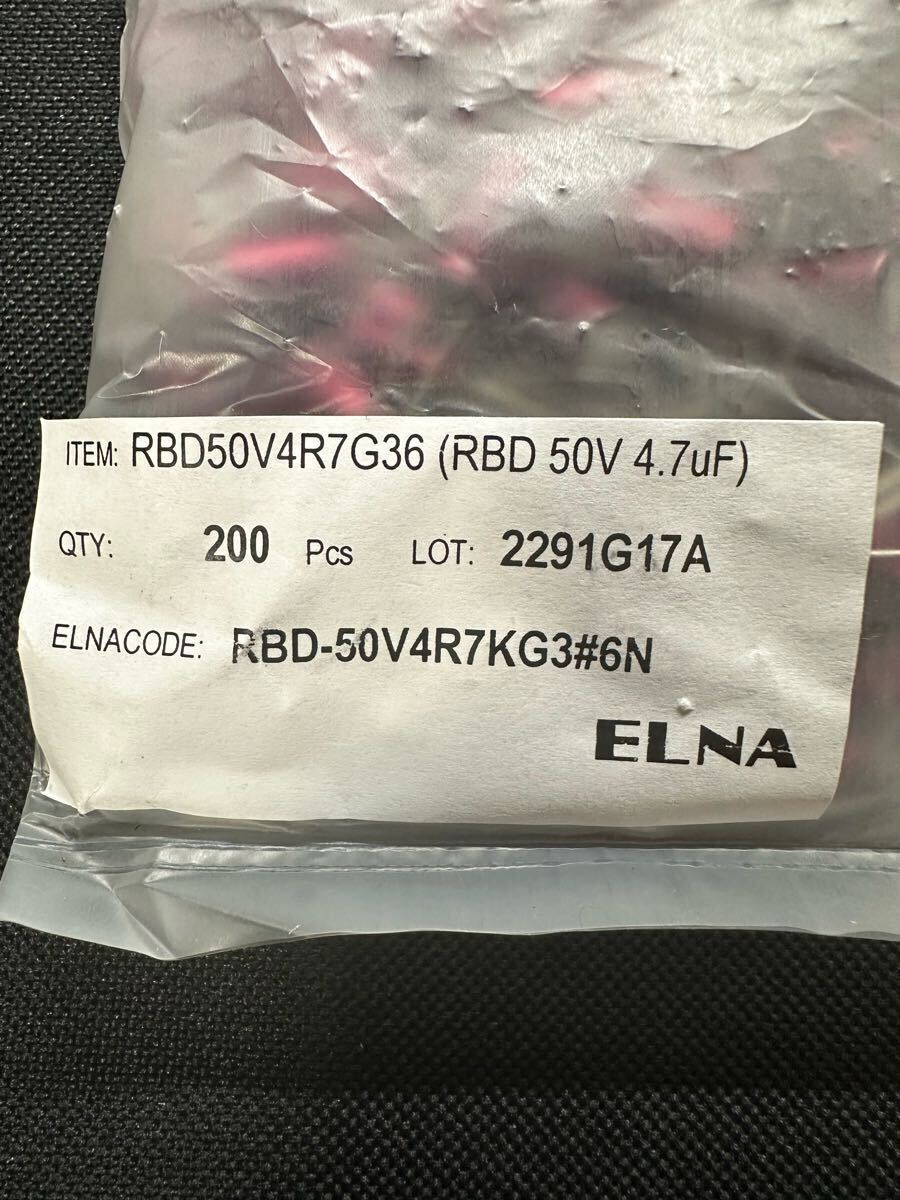 ITEM: RBD50V4R7G36 (RBD 50V 4.7uF)
QTY: 200 Pcs LOT: 2291G17A
ELNACODE: RBD-50V4R7KG3#6N
ELNA